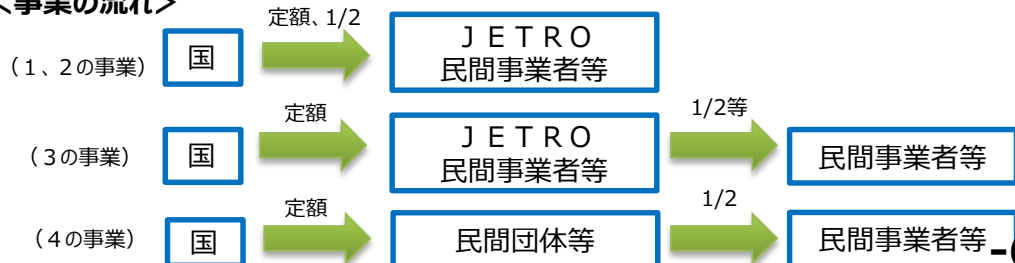 ＜事業の流れ＞
（１、２の事業）
国
定額、1/2
ＪＥＴＲＯ
民間事業者等
（３の事業）
国
定額
ＪＥＴＲＯ
民間事業者等
1/2等
民間事業者等
（４の事業）
国
定額
民間団体等
1/2
民間事業者等